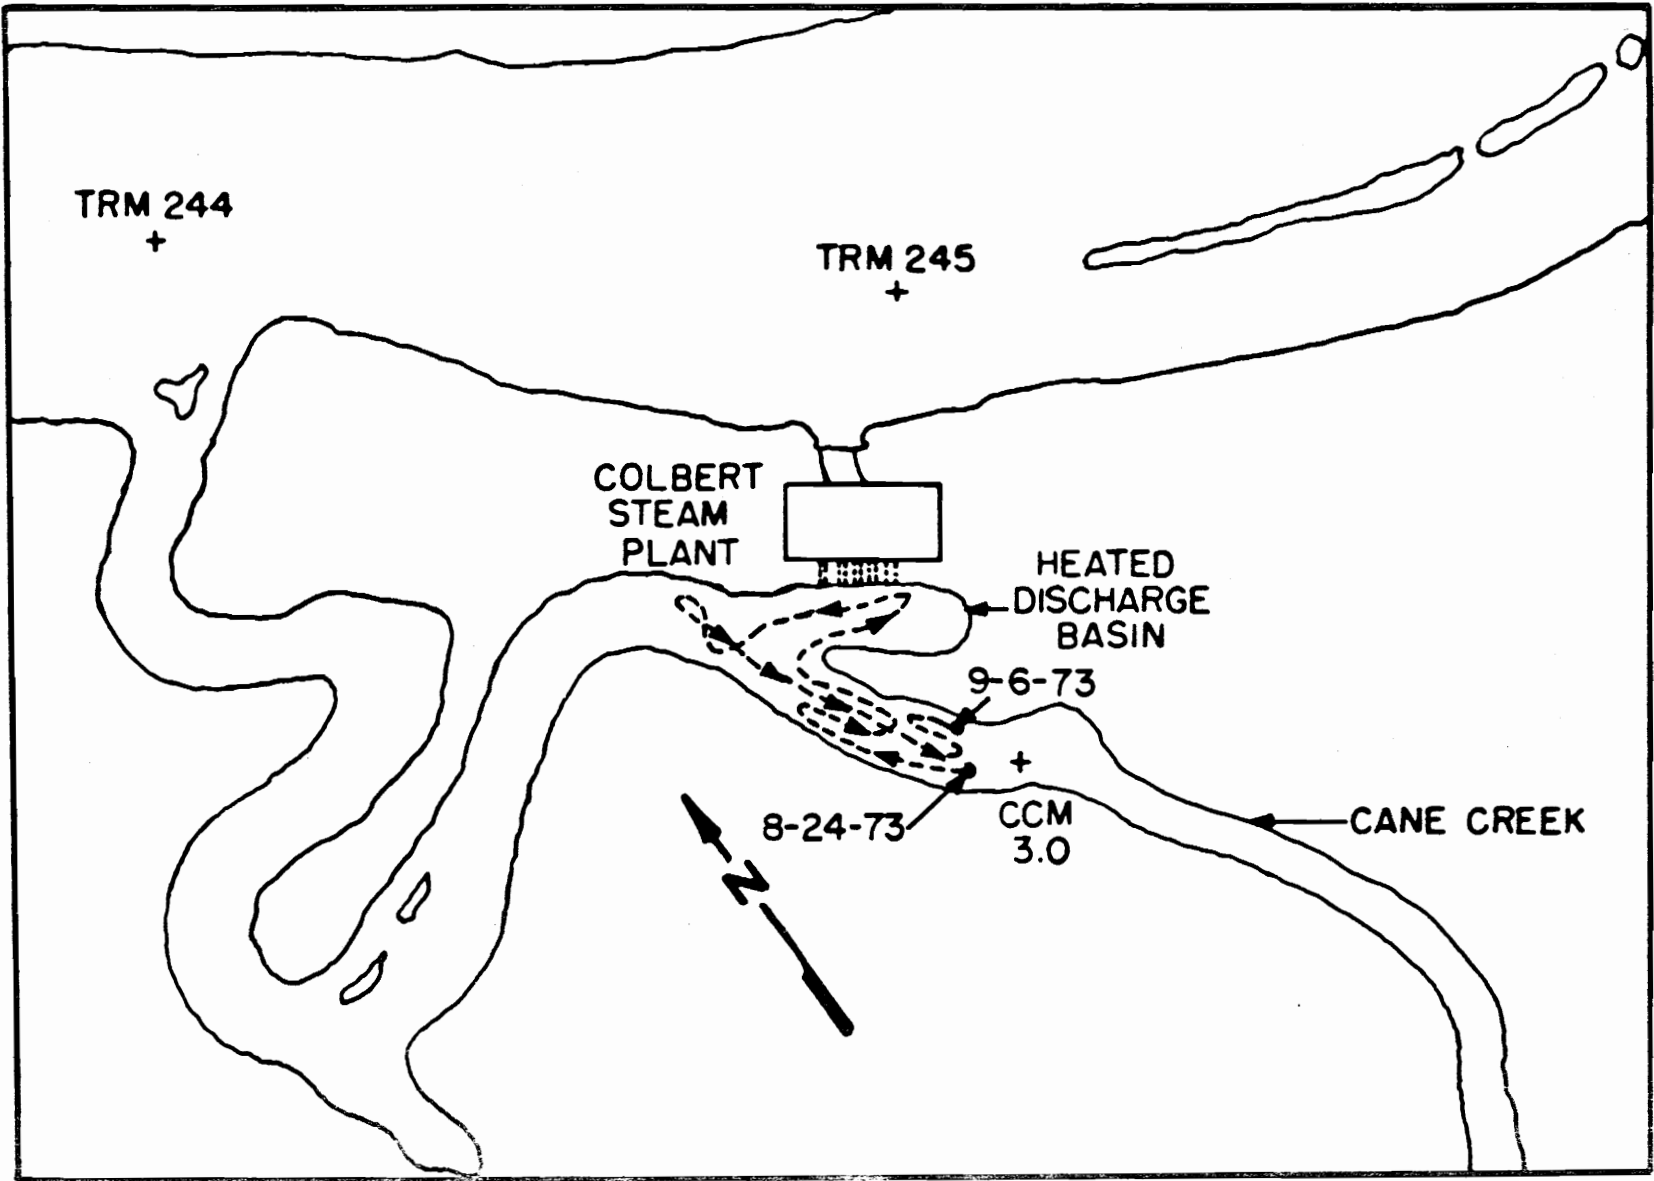 TRM 244
TRM 245
COLBERT
STEAM
PLANT
HEATED
DISCHARGE
BASIN
9-6-73
8-24-73
CCM
3.0
CANE CREEK
N